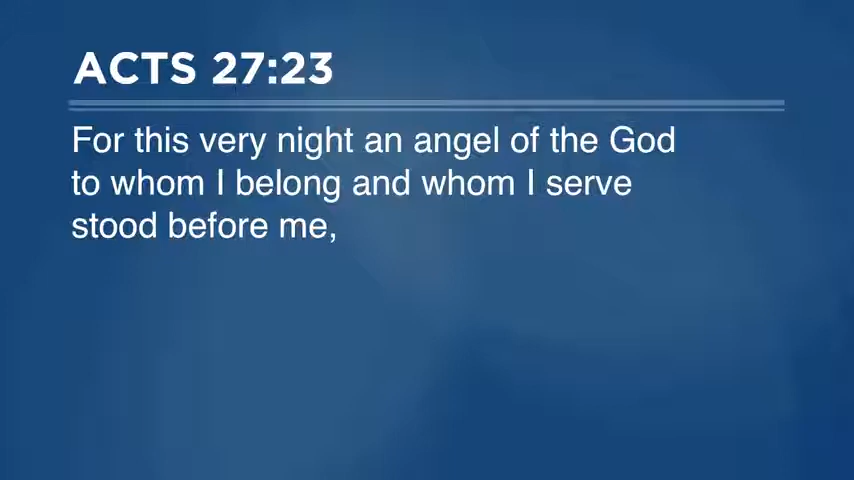 ACTS 27:23
For this very night an angel of the God
to whom I belong and whom I serve
stood before me,